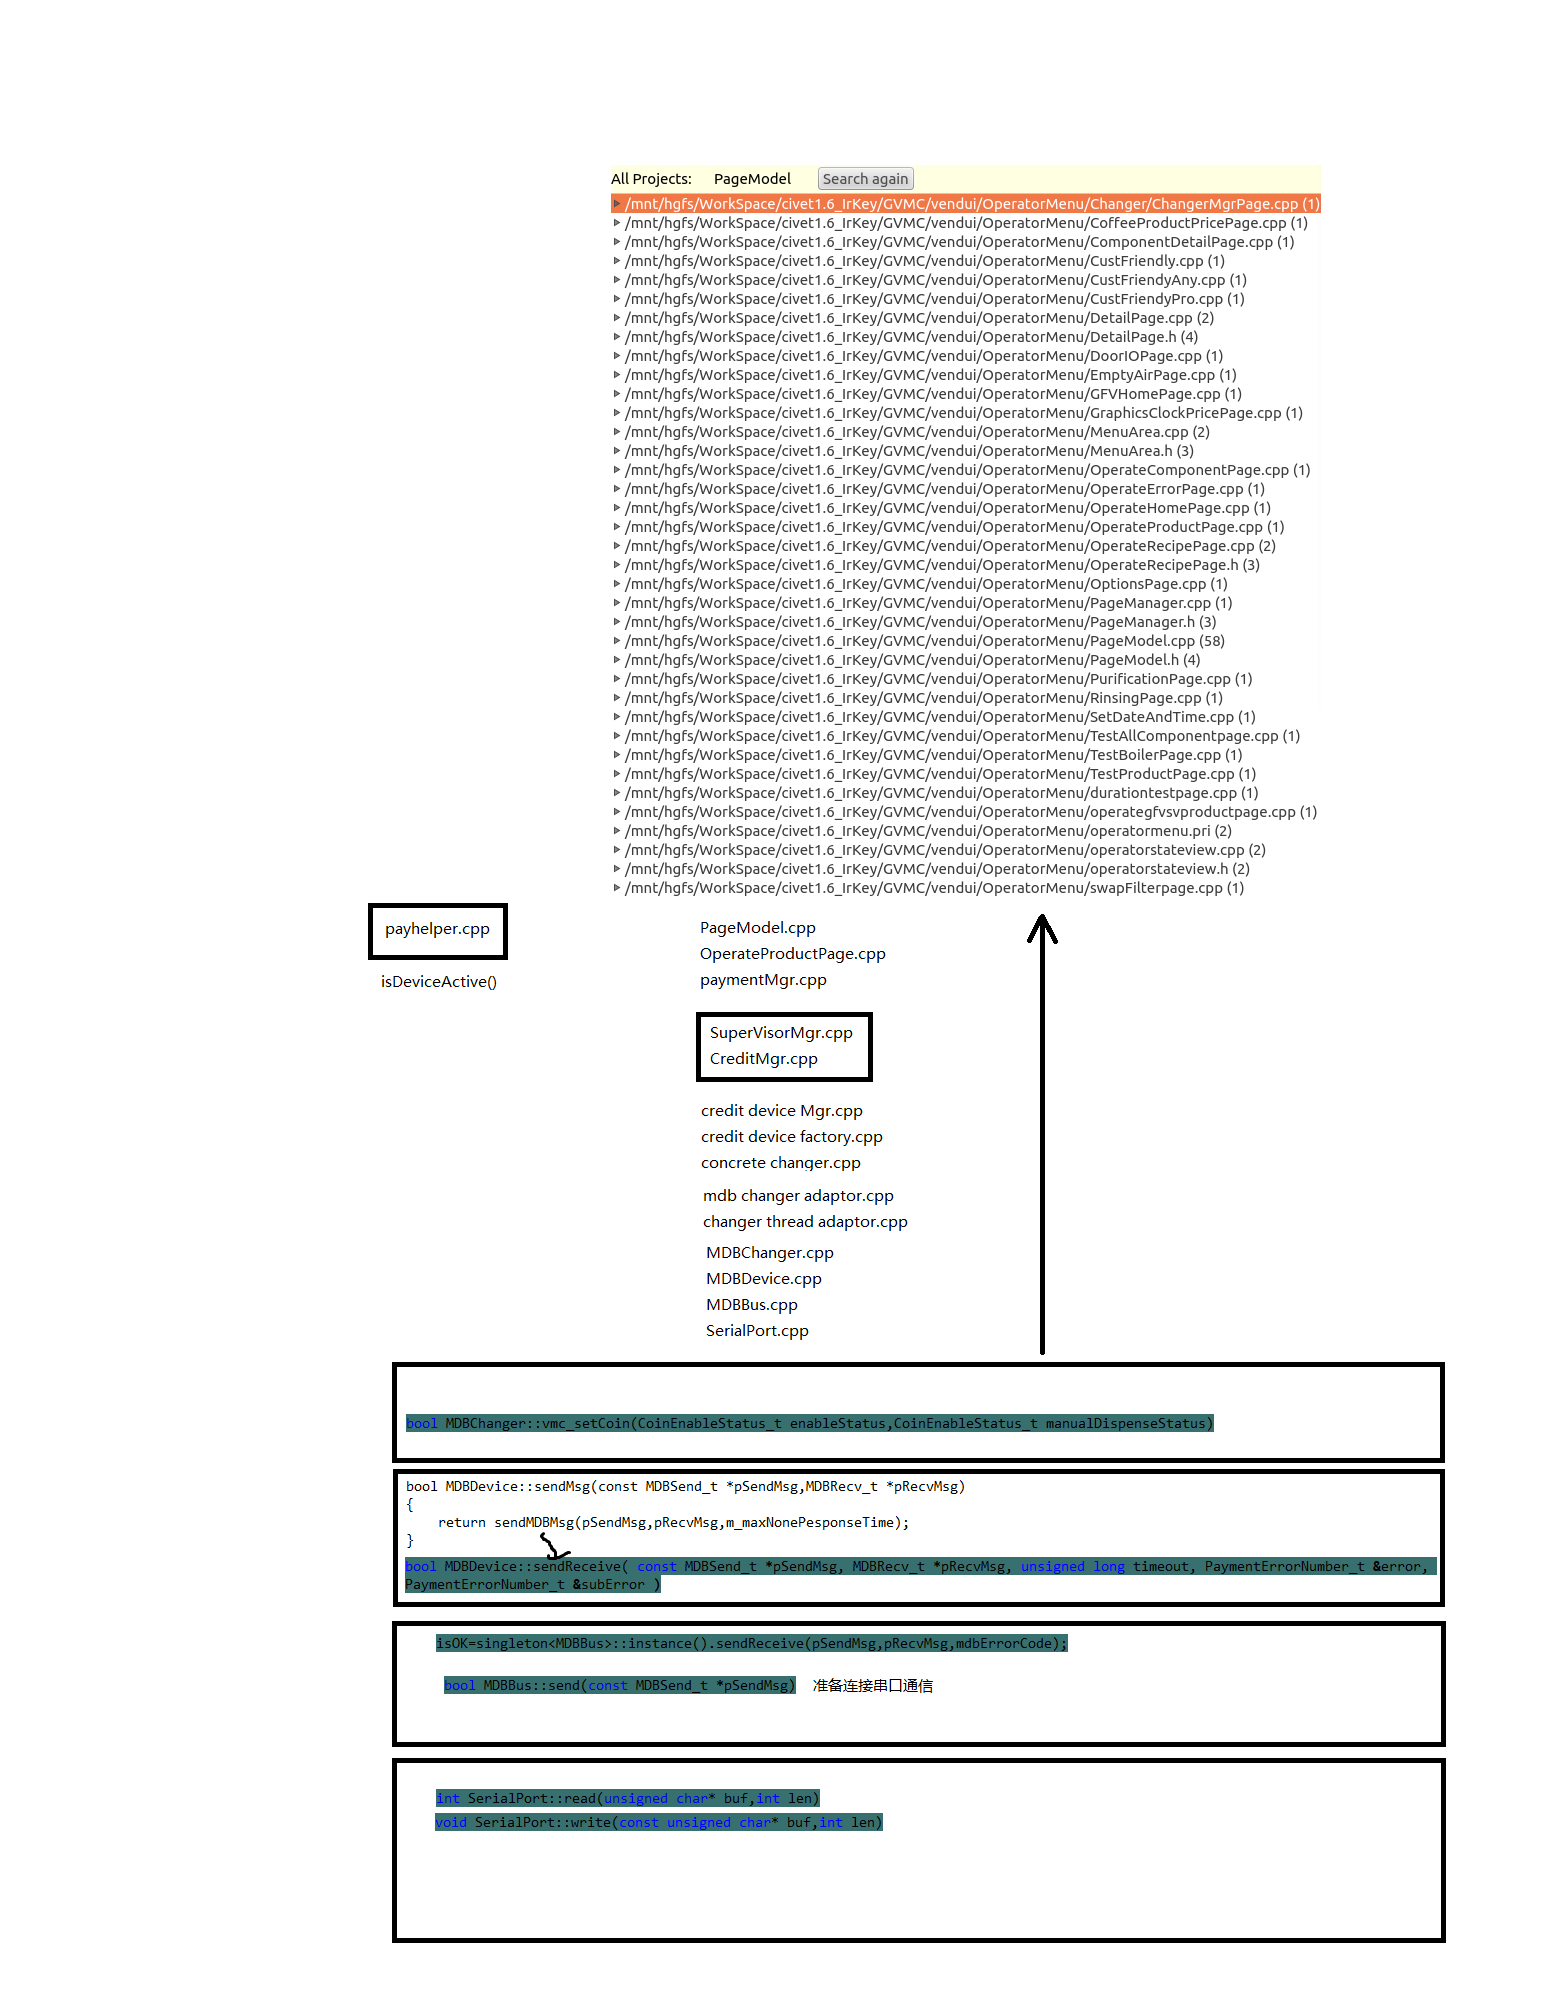 All Projects: PageModel Search again
/mnt/hgfs/WorkSpace/civet1.6_IrKey/GVMC/vendui/OperatorMenu/Changer/ChangerMgrPage.cpp (1)
/mnt/hgfs/WorkSpace/civet1.6_IrKey/GVMC/vendui/OperatorMenu/CoffeeProductPricePage.cpp (1)
/mnt/hgfs/WorkSpace/civet1.6_IrKey/GVMC/vendui/OperatorMenu/ComponentDetailPage.cpp (1)
/mnt/hgfs/WorkSpace/civet1.6_IrKey/GVMC/vendui/OperatorMenu/CustFriendly.cpp (1)
/mnt/hgfs/WorkSpace/civet1.6_IrKey/GVMC/vendui/OperatorMenu/CustFriendyAny.cpp (1)
/mnt/hgfs/WorkSpace/civet1.6_IrKey/GVMC/vendui/OperatorMenu/CustFriendyPro.cpp (1)
/mnt/hgfs/WorkSpace/civet1.6_IrKey/GVMC/vendui/OperatorMenu/DetailPage.cpp (2)
/mnt/hgfs/WorkSpace/civet1.6_IrKey/GVMC/vendui/OperatorMenu/DetailPage.h (4)
/mnt/hgfs/WorkSpace/civet1.6_IrKey/GVMC/vendui/OperatorMenu/DoorIOPage.cpp (1)
/mnt/hgfs/WorkSpace/civet1.6_IrKey/GVMC/vendui/OperatorMenu/EmptyAirPage.cpp (1)
/mnt/hgfs/WorkSpace/civet1.6_IrKey/GVMC/vendui/OperatorMenu/GFVHomePage.cpp (1)
/mnt/hgfs/WorkSpace/civet1.6_IrKey/GVMC/vendui/OperatorMenu/GraphicsClockPricePage.cpp (1)
/mnt/hgfs/WorkSpace/civet1.6_IrKey/GVMC/vendui/OperatorMenu/MenuArea.cpp (2)
/mnt/hgfs/WorkSpace/civet1.6_IrKey/GVMC/vendui/OperatorMenu/MenuArea.h (3)
/mnt/hgfs/WorkSpace/civet1.6_IrKey/GVMC/vendui/OperatorMenu/OperateComponentPage.cpp (1)
/mnt/hgfs/WorkSpace/civet1.6_IrKey/GVMC/vendui/OperatorMenu/OperateErrorPage.cpp (1)
/mnt/hgfs/WorkSpace/civet1.6_IrKey/GVMC/vendui/OperatorMenu/OperateHomePage.cpp (1)
/mnt/hgfs/WorkSpace/civet1.6_IrKey/GVMC/vendui/OperatorMenu/OperateProductPage.cpp (1)
/mnt/hgfs/WorkSpace/civet1.6_IrKey/GVMC/vendui/OperatorMenu/OperateRecipePage.cpp (2)
/mnt/hgfs/WorkSpace/civet1.6_IrKey/GVMC/vendui/OperatorMenu/OperateRecipePage.h (3)
/mnt/hgfs/WorkSpace/civet1.6_IrKey/GVMC/vendui/OperatorMenu/OptionsPage.cpp (1)
/mnt/hgfs/WorkSpace/civet1.6_IrKey/GVMC/vendui/OperatorMenu/PageManager.cpp (1)
/mnt/hgfs/WorkSpace/civet1.6_IrKey/GVMC/vendui/OperatorMenu/PageManager.h (3)
/mnt/hgfs/WorkSpace/civet1.6_IrKey/GVMC/vendui/OperatorMenu/PageModel.cpp (58)
/mnt/hgfs/WorkSpace/civet1.6_IrKey/GVMC/vendui/OperatorMenu/PageModel.h (4)
/mnt/hgfs/WorkSpace/civet1.6_IrKey/GVMC/vendui/OperatorMenu/PurificationPage.cpp (1)
/mnt/hgfs/WorkSpace/civet1.6_IrKey/GVMC/vendui/OperatorMenu/RinsingPage.cpp (1)
/mnt/hgfs/WorkSpace/civet1.6_IrKey/GVMC/vendui/OperatorMenu/SetDateAndTime.cpp (1)
/mnt/hgfs/WorkSpace/civet1.6_IrKey/GVMC/vendui/OperatorMenu/TestAllComponentpage.cpp (1)
/mnt/hgfs/WorkSpace/civet1.6_IrKey/GVMC/vendui/OperatorMenu/TestBoilerPage.cpp (1)
/mnt/hgfs/WorkSpace/civet1.6_IrKey/GVMC/vendui/OperatorMenu/TestProductPage.cpp (1)
/mnt/hgfs/WorkSpace/civet1.6_IrKey/GVMC/vendui/OperatorMenu/durationtestpage.cpp (1)
/mnt/hgfs/WorkSpace/civet1.6_IrKey/GVMC/vendui/OperatorMenu/operategfvsvproductpage.cpp (1)
/mnt/hgfs/WorkSpace/civet1.6_IrKey/GVMC/vendui/OperatorMenu/operatormenu.pri (2)
/mnt/hgfs/WorkSpace/civet1.6_IrKey/GVMC/vendui/OperatorMenu/operatorstateview.cpp (2)
/mnt/hgfs/WorkSpace/civet1.6_IrKey/GVMC/vendui/OperatorMenu/operatorstateview.h (2)
/mnt/hgfs/WorkSpace/civet1.6_IrKey/GVMC/vendui/OperatorMenu/swapFilterpage.cpp (1)
payhelper.cpp
isDeviceActive()
PageModel.cpp
OperateProductPage.cpp
paymentMgr.cpp
SuperVisorMgr.cpp
CreditMgr.cpp
credit device Mgr.cpp
credit device factory.cpp
concrete changer.cpp
mdb changer adaptor.cpp
changer thread adaptor.cpp
MDBChanger.cpp
MDBDevice.cpp
MDBBus.cpp
SerialPort.cpp
bool MDBChanger::vmc_setCoin(CoinEnableStatus_t enableStatus,CoinEnableStatus_t manualDispenseStatus)
bool MDBDevice::sendMsg(const MDBSend_t *pSendMsg,MDBRecv_t *pRecvMsg)
{
return sendMDBMsg(pSendMsg,pRecvMsg,m_maxNonePesponseTime);
}
bool MDBDevice::sendReceive( const MDBSend_t *pSendMsg, MDBRecv_t *pRecvMsg, unsigned long timeout, PaymentErrorNumber_t &error,
PaymentErrorNumber_t &subError )
isOK=singleton<MDBBus>::instance().sendReceive(pSendMsg,pRecvMsg,mdbErrorCode);
bool MDBBus::send(const MDBSend_t *pSendMsg) 准备连接串口通信
int SerialPort::read(unsigned char* buf,int len)
void SerialPort::write(const unsigned char* buf,int len)